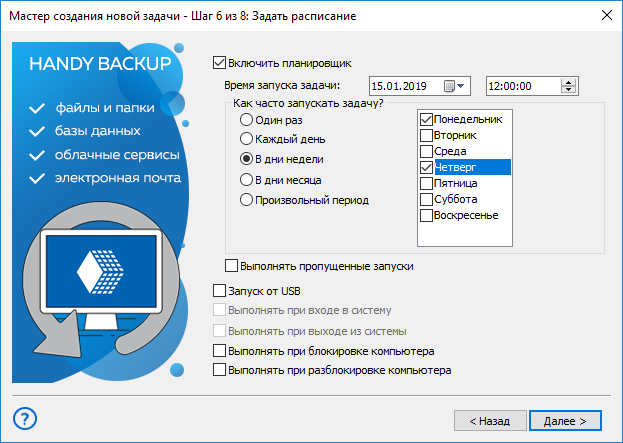 Мастер создания новой задачи - Шаг 6 из 8: Задать расписание
HANDY BACKUP
файлы и папки
базы данных
облачные сервисы
электронная почта
Включить планировщик
Время запуска задачи: 15.01.2019 12:00:00
Как часто запускать задачу?
Один раз
Каждый день
В дни недели
В дни месяца
Произвольный период
Понедельник
Вторник
Среда
Четверг
Пятница
Суббота
Воскресенье
Выполнять пропущенные запуски
Запуск от USB
Выполнять при входе в систему
Выполнять при выходе из системы
Выполнять при блокировке компьютера
Выполнять при разблокировке компьютера
?
< Назад
Далее >